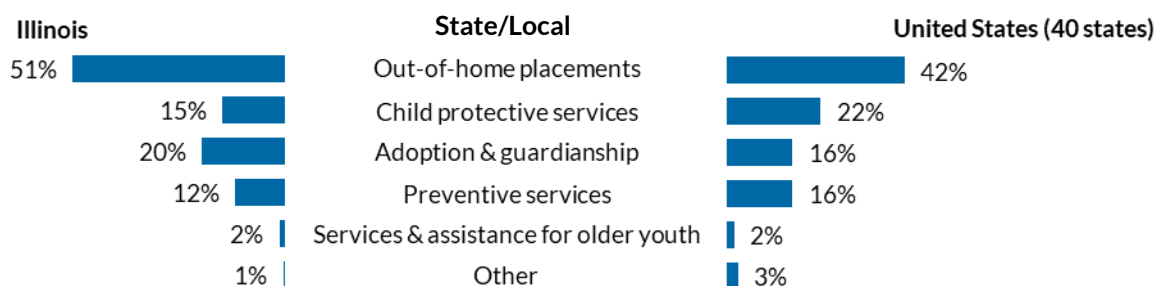 Illinois State/Local United States (40 states)
51% Out-of-home placements 42%
15% Child protective services 22%
20% Adoption & guardianship 16%
12% Preventive services 16%
2% Services & assistance for older youth 2%
1% Other 3%